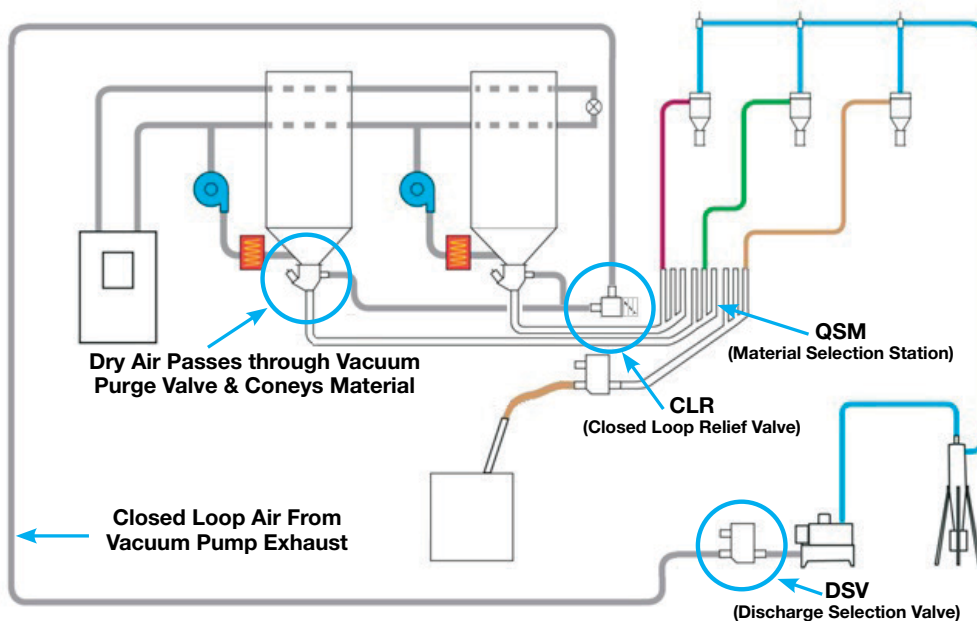 QSM
(Material Selection Station)
Dry Air Passes through Vacuum
Purge Valve & Coneys Material
CLR
(Closed Loop Relief Valve)
Closed Loop Air From
Vacuum Pump Exhaust
DSV
(Discharge Selection Valve)